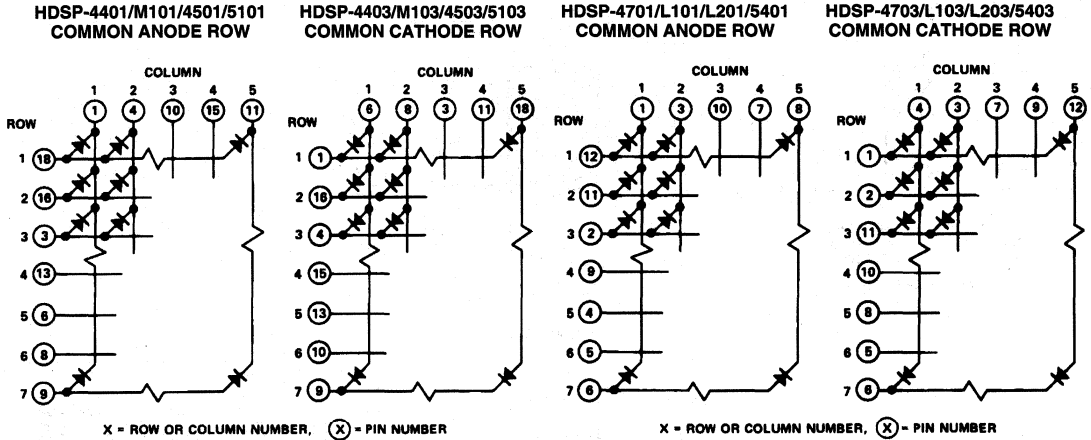 HDSP-4401/M101/4501/5101
COMMON ANODE ROW
COLUMN
1 2 3 4 5
1 4 10 15 11
ROW
1 18
2 16
3 3
4 13
5 6
6 8
7 9
HDSP-4403/M103/4503/5103
COMMON CATHODE ROW
COLUMN
1 2 3 4 5
6 8 3 11 18
ROW
1 1
2 16
3 4
4 15
5 13
6 10
7 9
X = ROW OR COLUMN NUMBER, X = PIN NUMBER
HDSP-4701/L101/L201/5401
COMMON ANODE ROW
COLUMN
1 2 3 4 5
1 3 10 7 8
ROW
1 12
2 11
3 2
4 9
5 4
6 5
7 6
HDSP-4703/L103/L203/5403
COMMON CATHODE ROW
COLUMN
1 2 3 4 5
4 3 7 9 12
ROW
1 1
2 2
3 11
4 10
5 8
6 5
7 6
X = ROW OR COLUMN NUMBER, X = PIN NUMBER